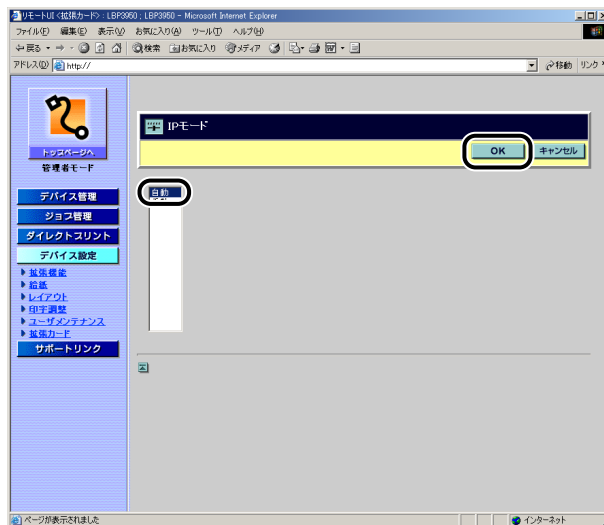 リモートUI <拡張カード> : LBP3950 ; LBP3950 - Microsoft Internet Explorer
ファイル(F) 編集(E) 表示(V) お気に入り(A) ツール(T) ヘルプ(H)
戻る 検索 お気に入り メディア
アドレス(D) http:// 移動 リンク
トップページへ
管理者モード
IPモード
OK キャンセル
自動
デバイス管理
ジョブ管理
ダイレクトプリント
デバイス設定
拡張機能
給紙
レイアウト
印字調整
ユーザメンテナンス
拡張カード
サポートリンク
ページが表示されました インターネット